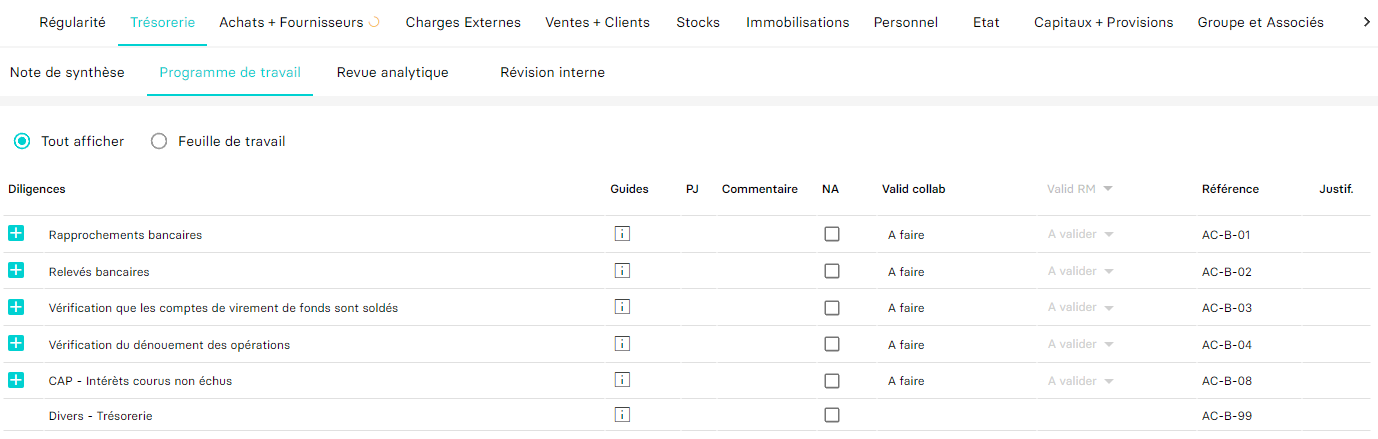 Régularité Trésorerie Achats + Fournisseurs Charges Externes Ventes + Clients Stocks Immobilisations Personnel Etat Capitaux + Provisions Groupe et Associés
Note de synthèse Programme de travail Revue analytique Révision interne
Tout afficher Feuille de travail
Diligences Guides PJ Commentaire NA Valid collab Valid RM Référence Justif.
Rapprochements bancaires i A faire A valider AC-B-01
Relevés bancaires i A faire A valider AC-B-02
Vérification que les comptes de virement de fonds sont soldés i A faire A valider AC-B-03
Vérification du dénouement des opérations i A faire A valider AC-B-04
CAP - Intérèts courus non échus i A faire A valider AC-B-08
Divers - Trésorerie i AC-B-99